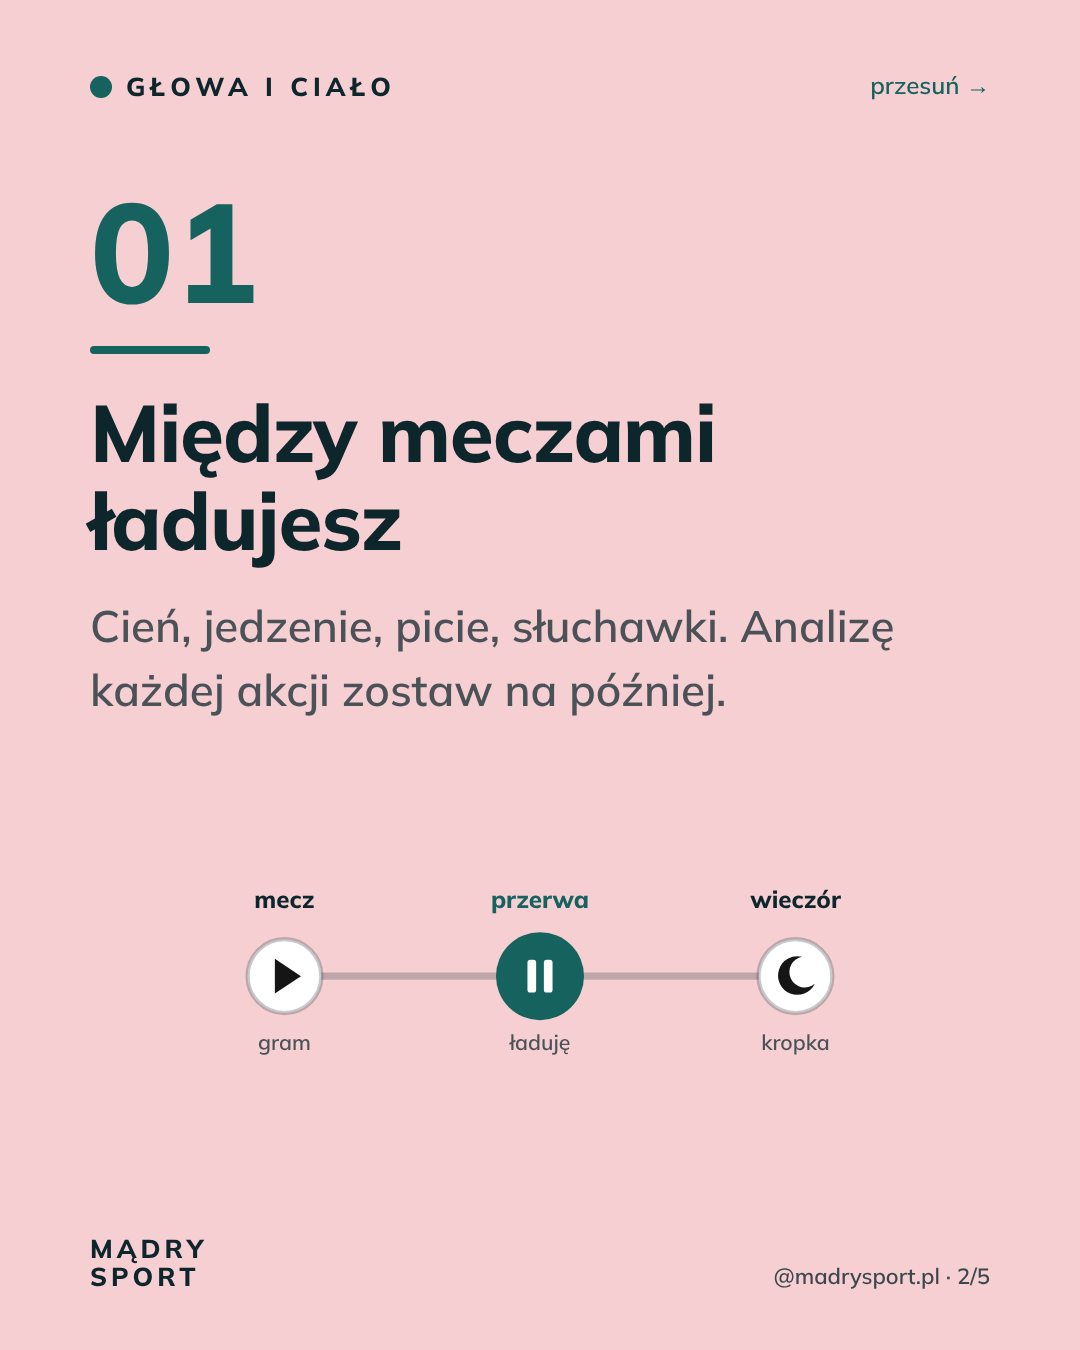 GŁOWA I CIAŁO
przesuń →
01
Między meczami
ładujesz
Cień, jedzenie, picie, słuchawki. Analizę
każdej akcji zostaw na później.
mecz przerwa wieczór
gram ładuję kropka
MĄDRY
SPORT
@madrysport.pl · 2/5